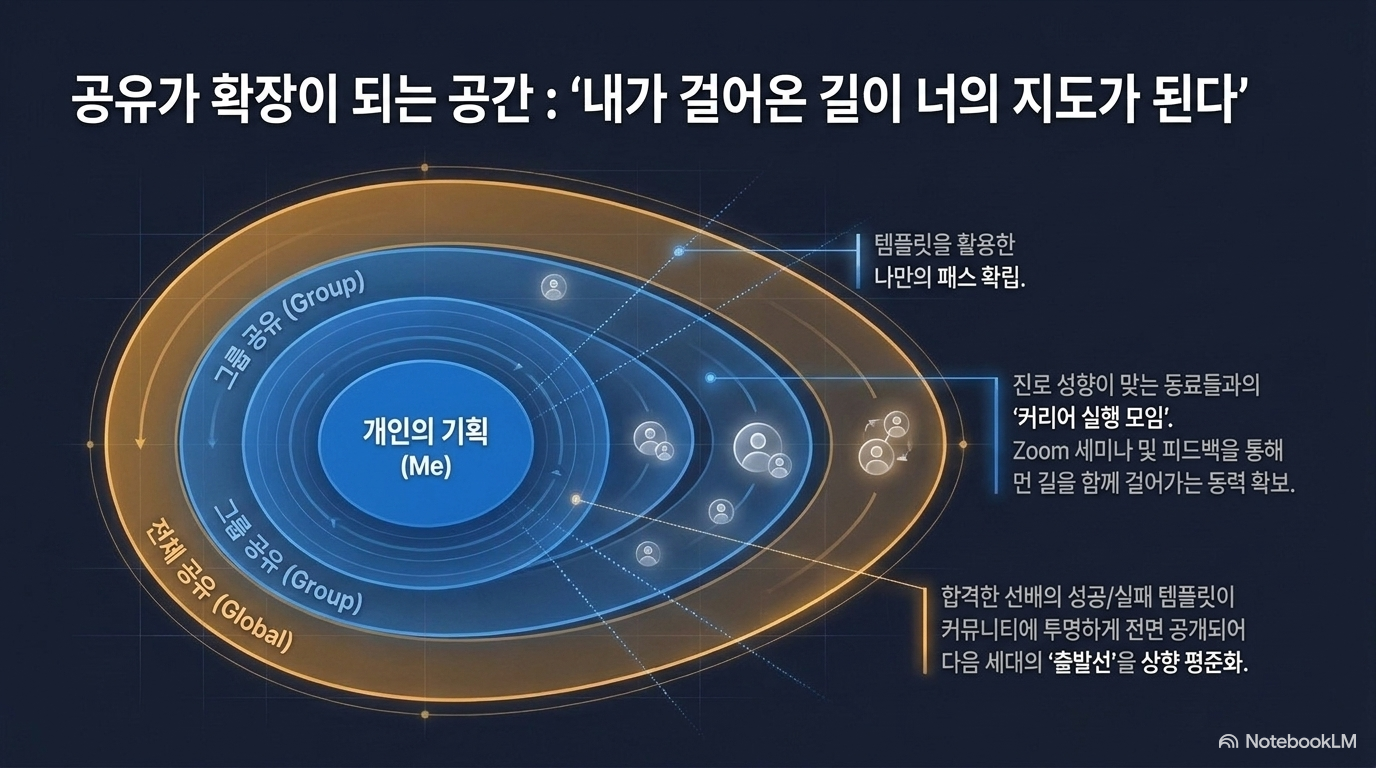 공유가 확장이 되는 공간 : ‘내가 걸어온 길이 너의 지도가 된다’
그룹 공유 (Group)
개인의 기획
(Me)
그룹 공유 (Group)
전체 공유 (Global)
템플릿을 활용한
나만의 패스 확립.
진로 성향이 맞는 동료들과의
‘커리어 실행 모임’.
Zoom 세미나 및 피드백을 통해
먼 길을 함께 걸어가는 동력 확보.
합격한 선배의 성공/실패 템플릿이
커뮤니티에 투명하게 전면 공개되어
다음 세대의 ‘출발선’을 상향 평준화.
NotebookLM